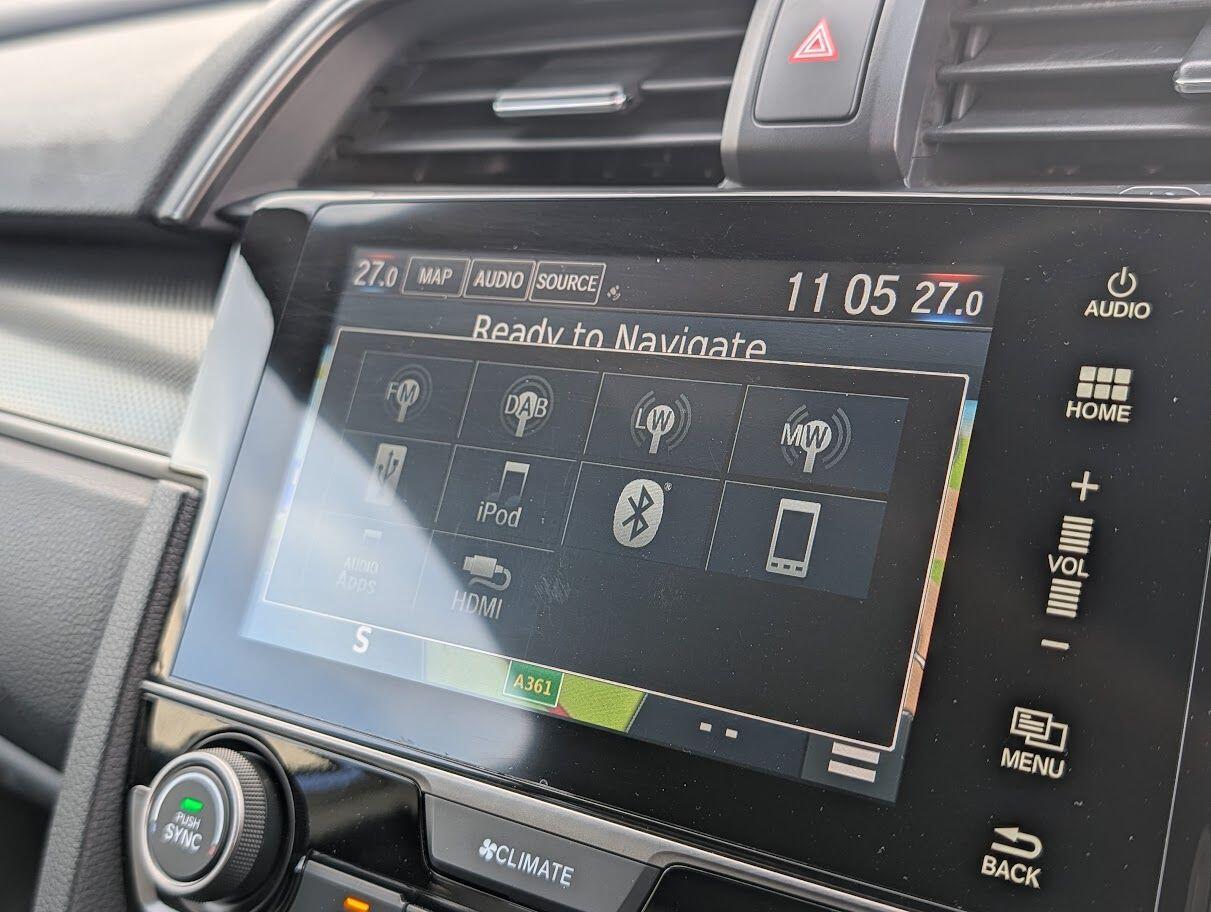 27.0 MAP AUDIO SOURCE 11 05 27.0
Ready to Navigate
FM DAB LW MW
iPod
AUDIO
Apps
HDMI
S
A361
AUDIO
HOME
+
VOL
-
MENU
BACK
PUSH
SYNC
CLIMATE